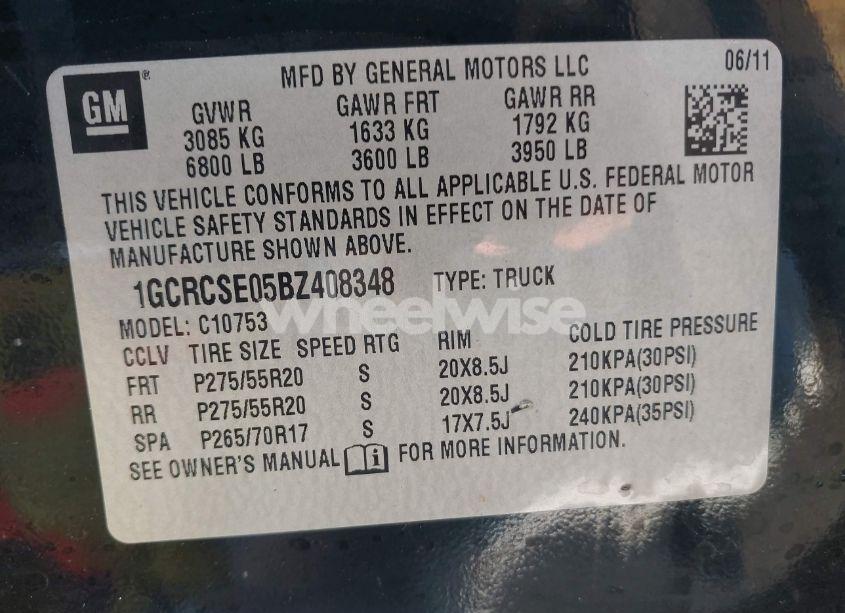 GM®
MFD BY GENERAL MOTORS LLC 06/11
GVWR GAWR FRT GAWR RR
3085 KG 1633 KG 1792 KG
6800 LB 3600 LB 3950 LB
THIS VEHICLE CONFORMS TO ALL APPLICABLE U.S. FEDERAL MOTOR
VEHICLE SAFETY STANDARDS IN EFFECT ON THE DATE OF
MANUFACTURE SHOWN ABOVE.
1GCRCSE05BZ408348 TYPE: TRUCK
wheelwise
MODEL: C10753
CCLV TIRE SIZE SPEED RTG RIM COLD TIRE PRESSURE
FRT P275/55R20 S 20X8.5J 210KPA(30PSI)
RR P275/55R20 S 20X8.5J 210KPA(30PSI)
SPA P265/70R17 S 17X7.5J 240KPA(35PSI)
SEE OWNER'S MANUAL i FOR MORE INFORMATION.